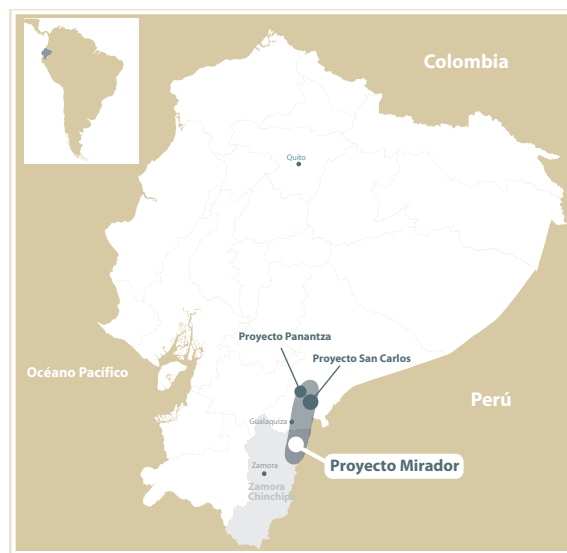 Colombia
Quito
Proyecto Panantza
Proyecto San Carlos
Océano Pacífico
Perú
Gualaquiza
Proyecto Mirador
Zamora
Zamora
Chinchipe